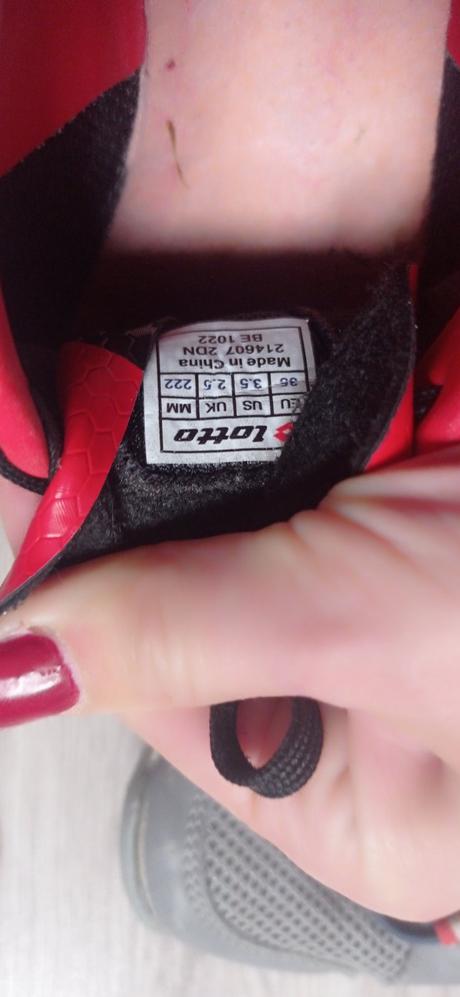 lotto
EU US UK MM
35 3.5 2.5 222
Made in China
214607 2DN
BE 1022